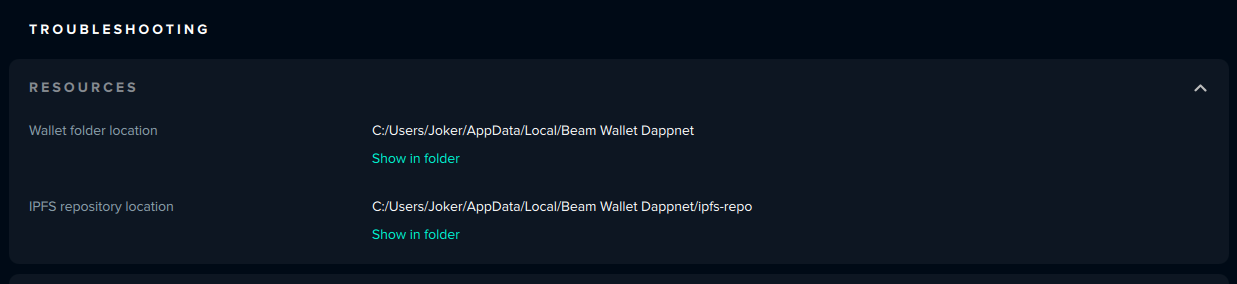 TROUBLESHOOTING
RESOURCES
Wallet folder location
C:/Users/Joker/AppData/Local/Beam Wallet Dappnet
Show in folder
IPFS repository location
C:/Users/Joker/AppData/Local/Beam Wallet Dappnet/ipfs-repo
Show in folder